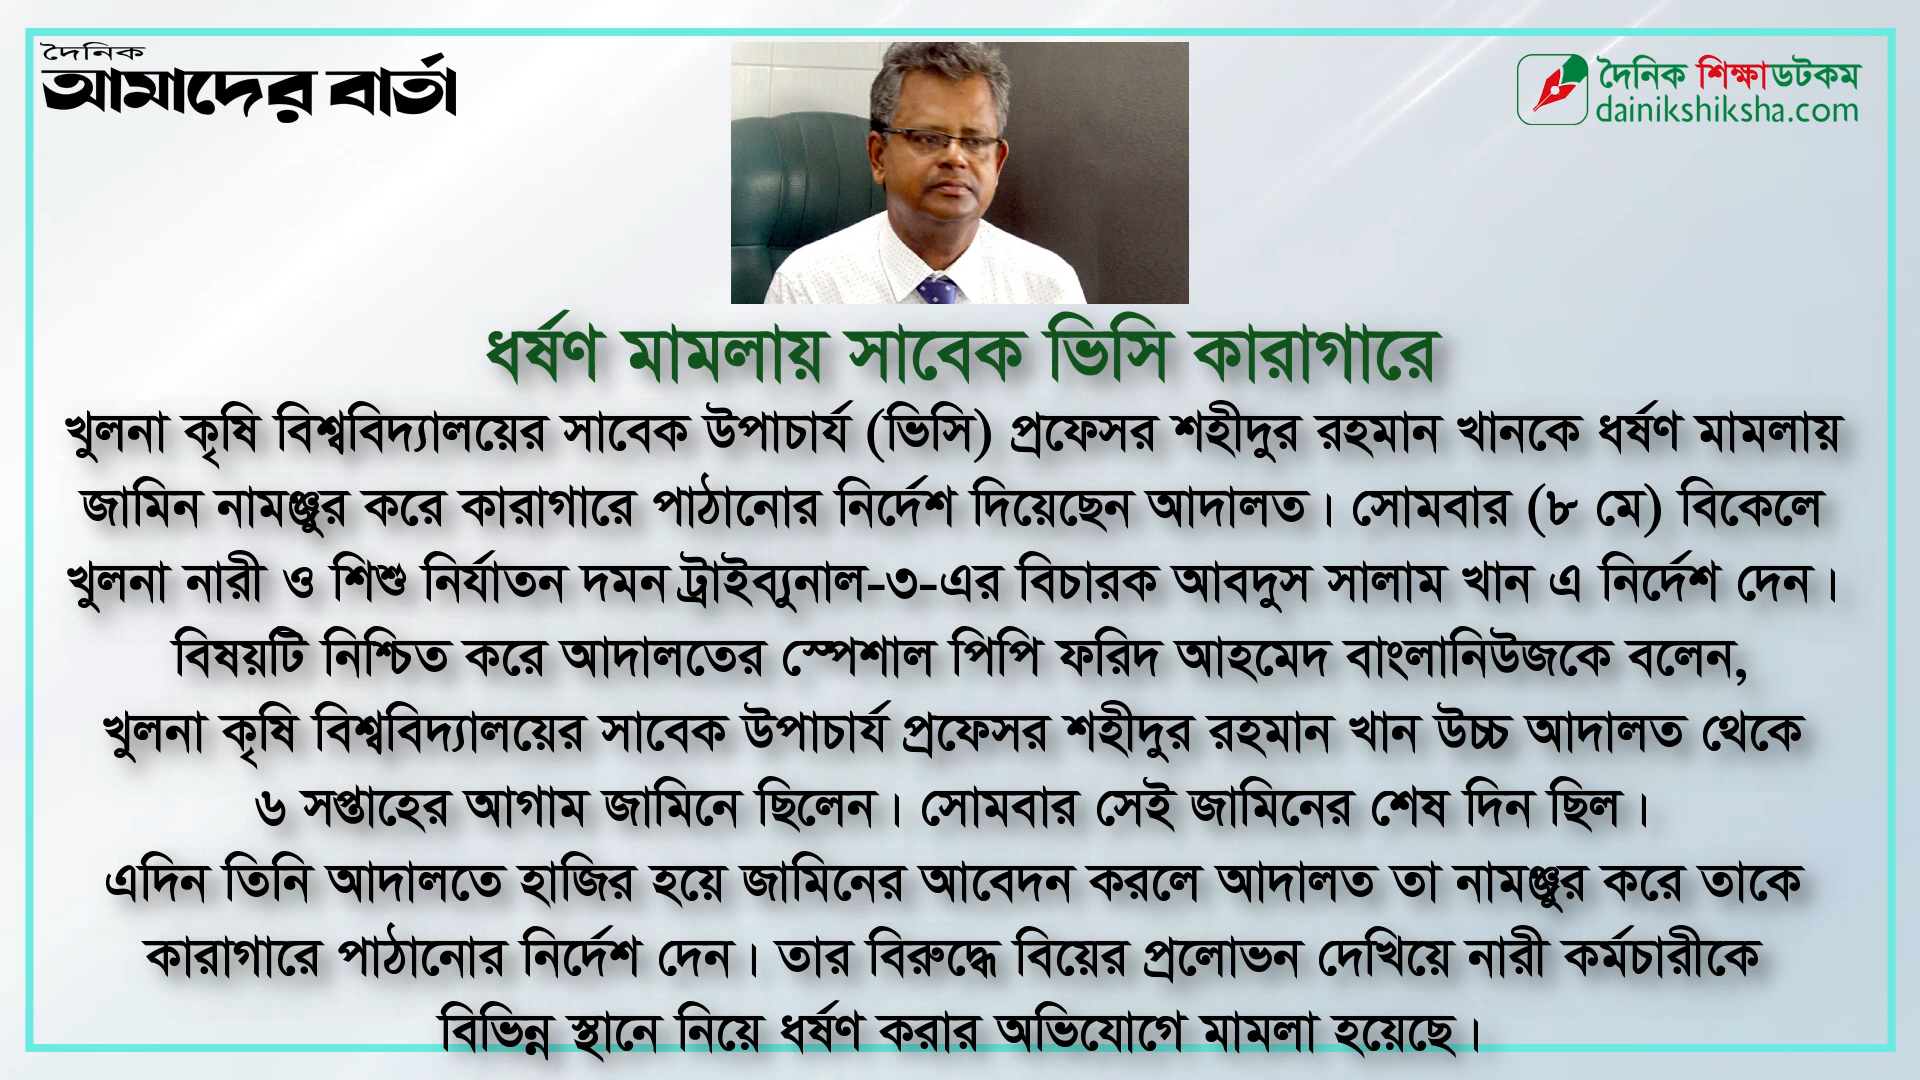 দৈনিক
আমাদের বার্তা
দৈনিক শিক্ষাডটকম
dainikshiksha.com
ধর্ষণ মামলায় সাবেক ভিসি কারাগারে
খুলনা কৃষি বিশ্ববিদ্যালয়ের সাবেক উপাচার্য (ভিসি) প্রফেসর শহীদুর রহমান খানকে ধর্ষণ মামলায়
জামিন নামঞ্জুর করে কারাগারে পাঠানোর নির্দেশ দিয়েছেন আদালত। সোমবার (৮ মে) বিকেলে
খুলনা নারী ও শিশু নির্যাতন দমন ট্রাইব্যুনাল-৩-এর বিচারক আবদুস সালাম খান এ নির্দেশ দেন।
বিষয়টি নিশ্চিত করে আদালতের স্পেশাল পিপি ফরিদ আহমেদ বাংলানিউজকে বলেন,
খুলনা কৃষি বিশ্ববিদ্যালয়ের সাবেক উপাচার্য প্রফেসর শহীদুর রহমান খান উচ্চ আদালত থেকে
৬ সপ্তাহের আগাম জামিনে ছিলেন। সোমবার সেই জামিনের শেষ দিন ছিল।
এদিন তিনি আদালতে হাজির হয়ে জামিনের আবেদন করলে আদালত তা নামঞ্জুর করে তাকে
কারাগারে পাঠানোর নির্দেশ দেন। তার বিরুদ্ধে বিয়ের প্রলোভন দেখিয়ে নারী কর্মচারীকে
বিভিন্ন স্থানে নিয়ে ধর্ষণ করার অভিযোগে মামলা হয়েছে।